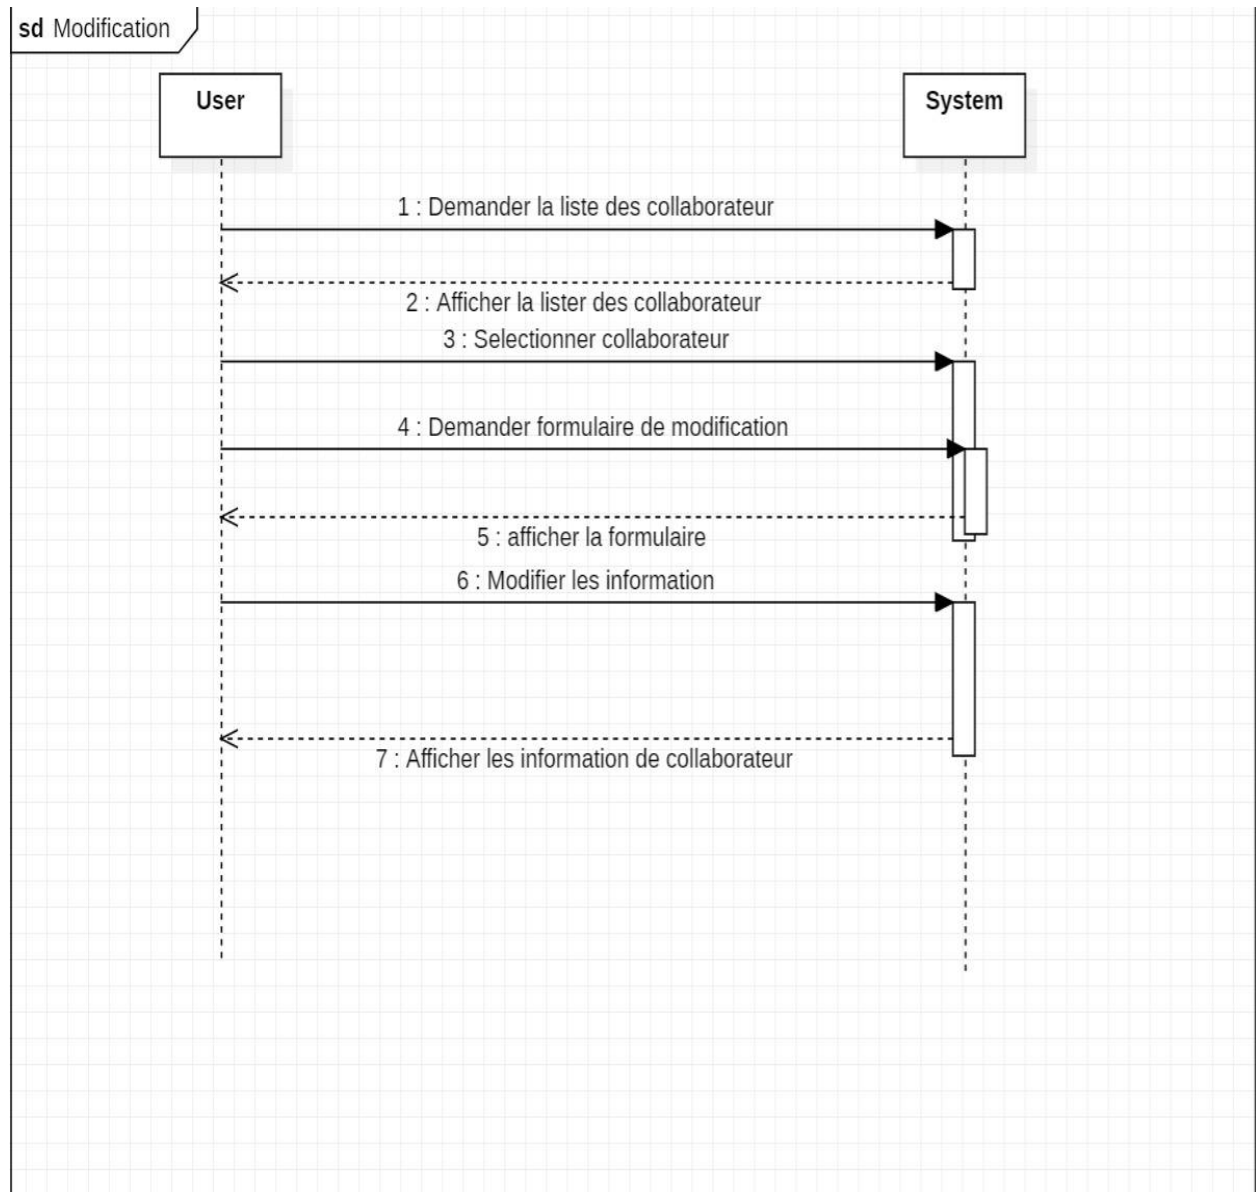 sd Modification
User
System
1 : Demander la liste des collaborateur
2 : Afficher la lister des collaborateur
3 : Selectionner collaborateur
4 : Demander formulaire de modification
5 : afficher la formulaire
6 : Modifier les information
7 : Afficher les information de collaborateur